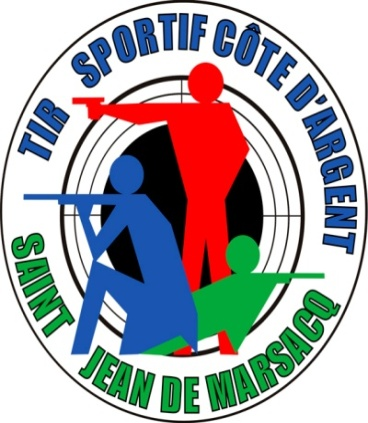 TIR SPORTIF CÔTE D'ARGENT
SAINT JEAN DE MARSACQ